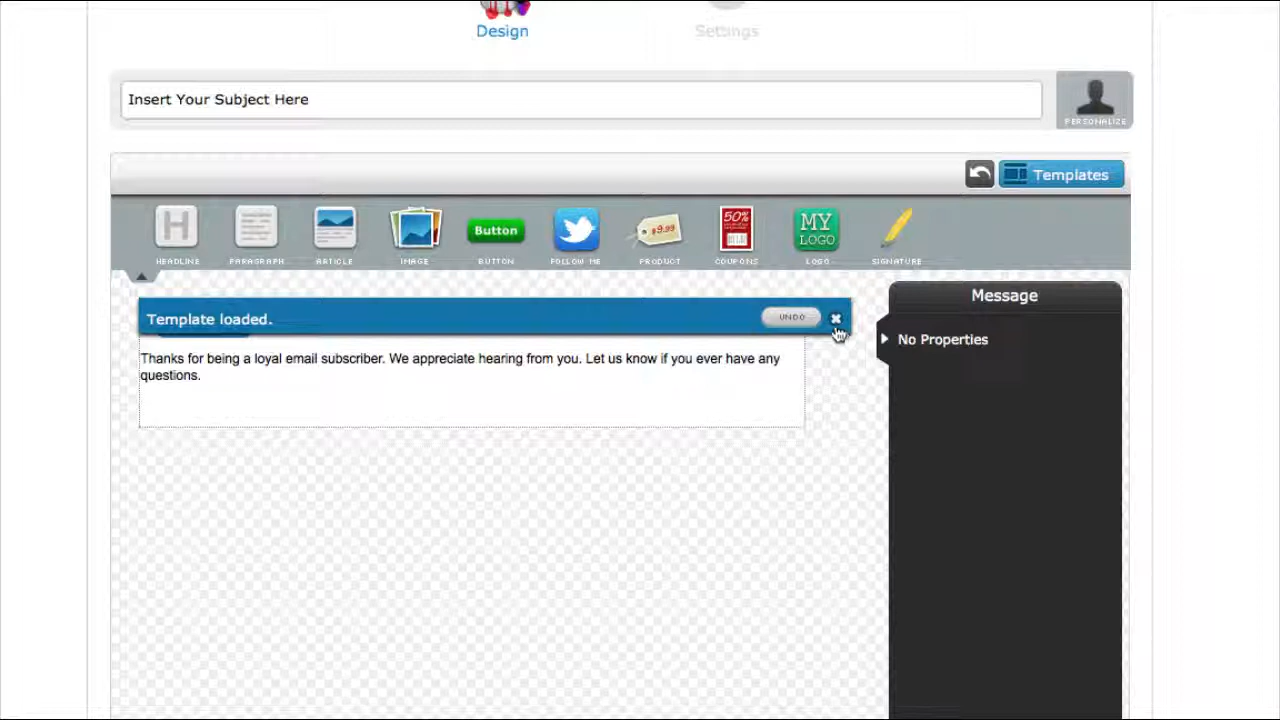 Design
Settings
Insert Your Subject Here
PERSONALIZE
Templates
H
Button
$9.99
50%
MY
LOGO
HEADLINE
PARAGRAPH
ARTICLE
IMAGE
BUTTON
FOLLOW ME
PRODUCT
COUPONS
LOGO
SIGNATURE
Message
Template loaded.
UNDO
No Properties
Thanks for being a loyal email subscriber. We appreciate hearing from you. Let us know if you ever have any
questions.